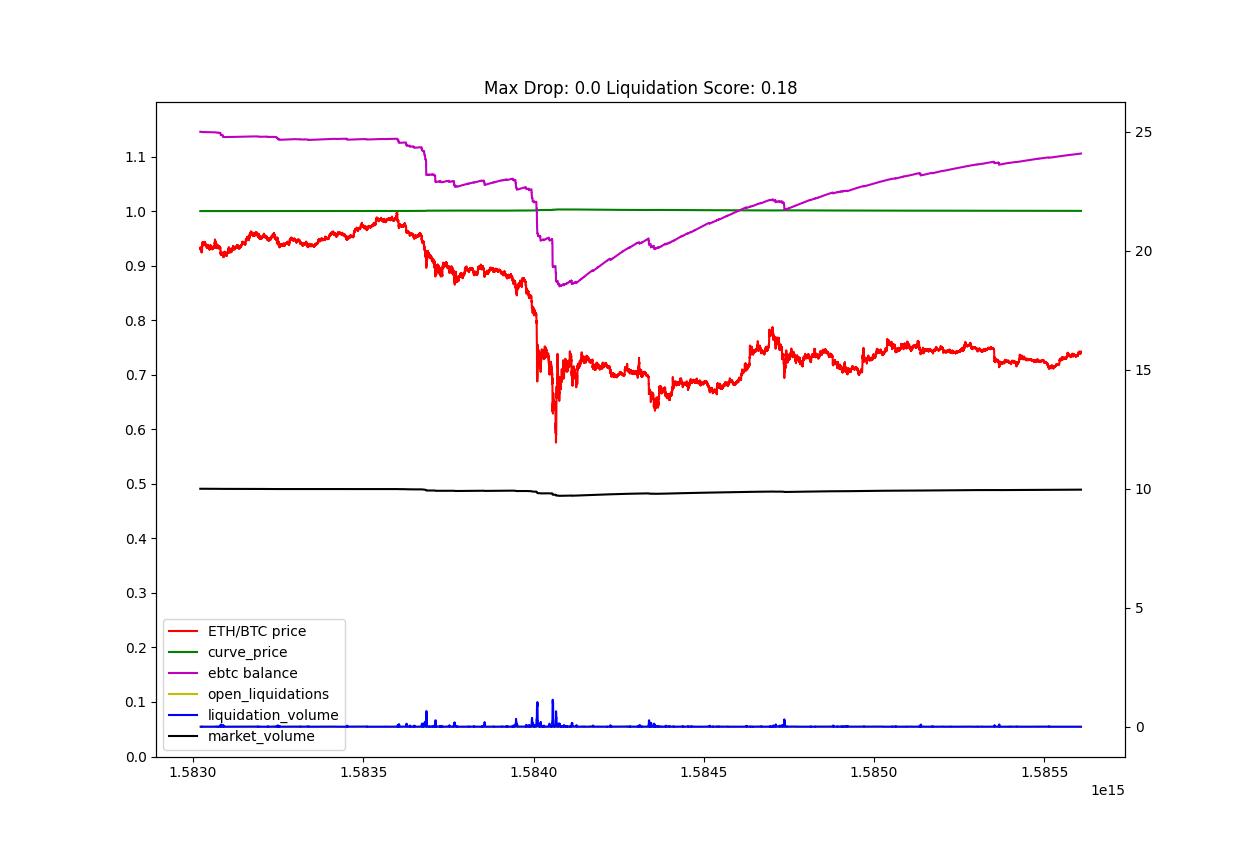 Max Drop: 0.0 Liquidation Score: 0.18
1.1
1.0
0.9
0.8
0.7
0.6
0.5
0.4
0.3
0.2
0.1
0.0
25
20
15
10
5
0
ETH/BTC price
curve_price
ebtc balance
open_liquidations
liquidation_volume
market_volume
1.5830 1.5835 1.5840 1.5845 1.5850 1.5855
1e15